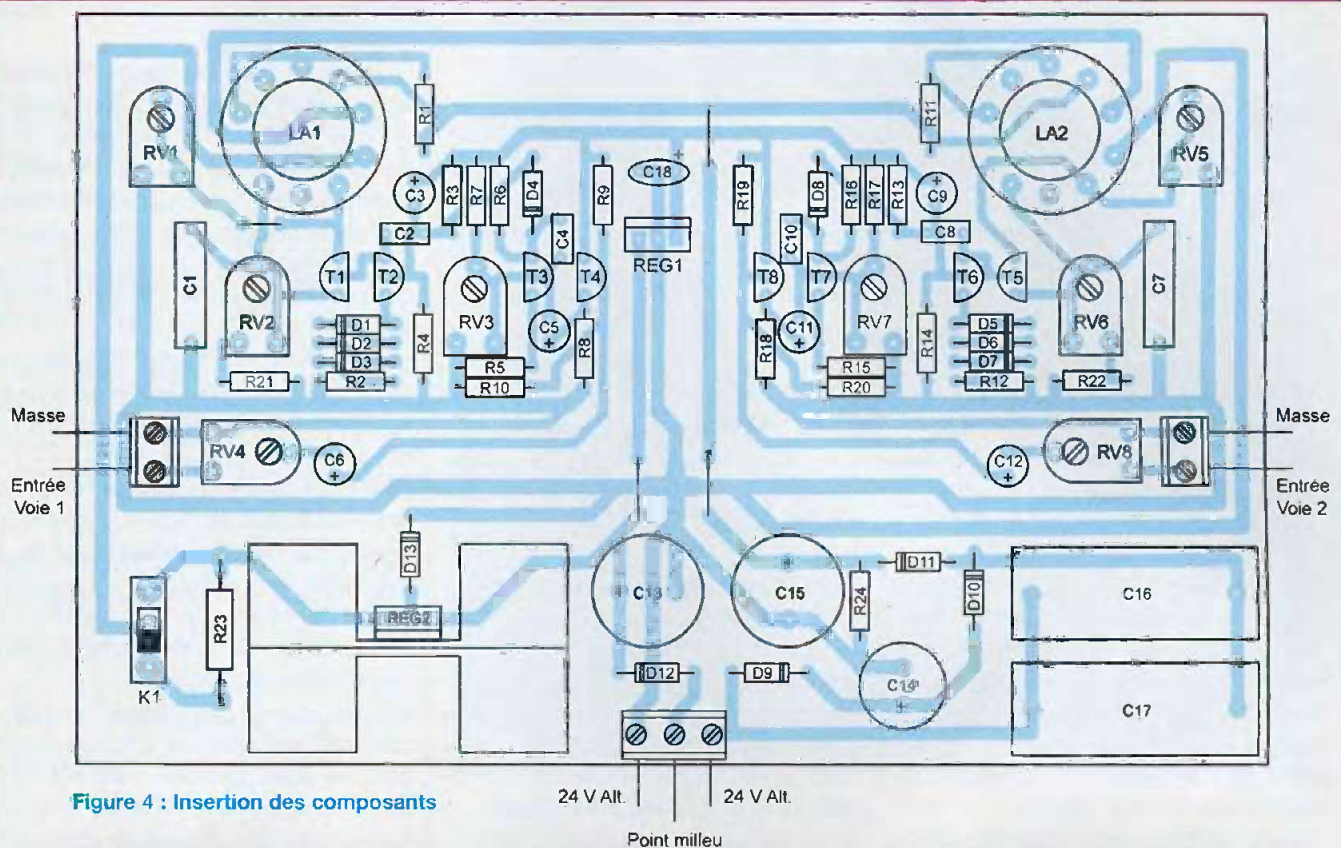 LA1
LA2
RV1
R1
R11
RV5
C3
R3
R7
R6
D4
R9
C18
+
R19
D8
R16
R17
R13
C9
C2
C4
C10
C8
REG1
C1
T1
T2
T3
T4
T8
T7
T6
T5
C7
RV2
RV3
RV7
RV6
D1
D2
D3
R4
C5
R8
R18
C11
R14
D5
D6
D7
R21
R2
R5
R10
R15
R20
R12
R22
Masse
Entrée
Voie 1
RV4
C6
C12
RV8
Masse
Entrée
Voie 2
D13
REG2
R23
K1
C13
C15
D11
R24
D10
C16
D12
D9
C14
C17
Figure 4 : Insertion des composants
24 V Alt.
24 V Alt.
Point milleu